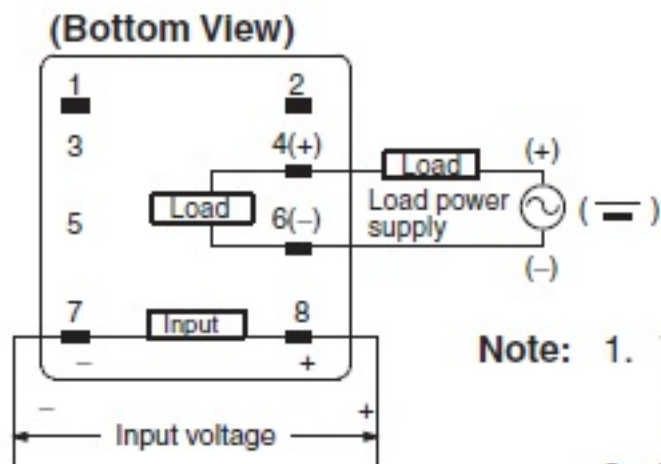 (Bottom View)
1 2
3 4(+) Load (+)
Load 6(−) Load power supply
5 (−)
7 Input 8
− +
Note: 1.
− Input voltage +